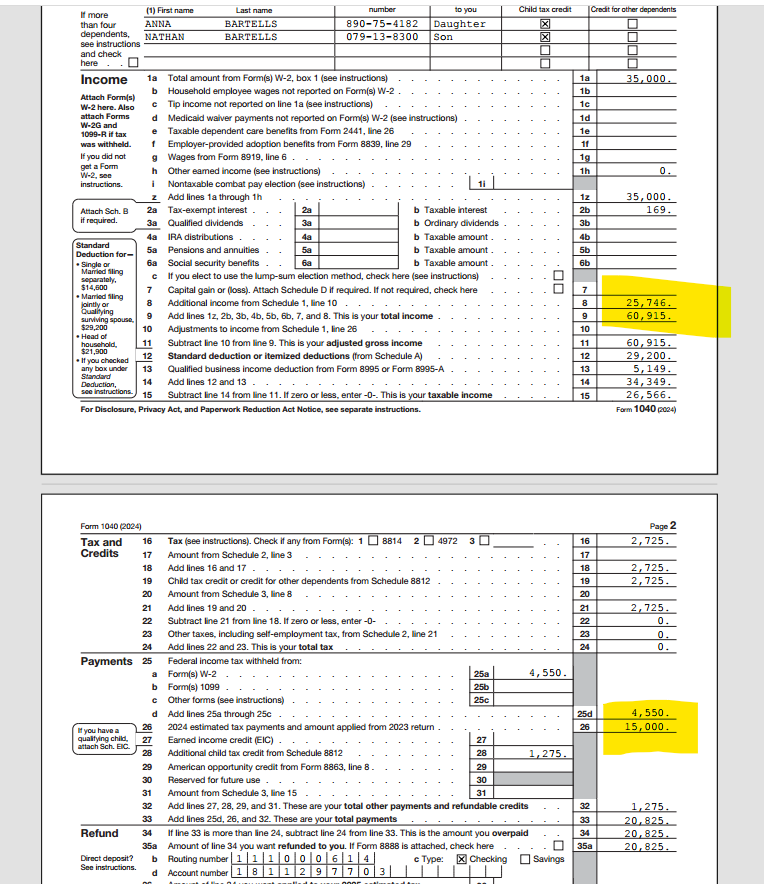 If more than four dependents, see instructions and check here . . ☐
(1) First name Last name number to you Child tax credit Credit for other dependents
ANNA BARTELLS 890-75-4182 Daughter ☒ ☐
NATHAN BARTELLS 079-13-8300 Son ☒ ☐
☐ ☐
☐ ☐
Income
Attach Form(s) W-2 here. Also attach Forms W-2G and 1099-R if tax was withheld.
If you did not get a Form W-2, see instructions.
1a Total amount from Form(s) W-2, box 1 (see instructions) 1a 35,000.
b Household employee wages not reported on Form(s) W-2 1b
c Tip income not reported on line 1a (see instructions) 1c
d Medicaid waiver payments not reported on Form(s) W-2 (see instructions) 1d
e Taxable dependent care benefits from Form 2441, line 26 1e
f Employer-provided adoption benefits from Form 8839, line 29 1f
g Wages from Form 8919, line 6 1g
h Other earned income (see instructions) 1h 0.
i Nontaxable combat pay election (see instructions) 1i
z Add lines 1a through 1h 1z 35,000.
Attach Sch. B if required.
2a Tax-exempt interest 2a b Taxable interest 2b 169.
3a Qualified dividends 3a b Ordinary dividends 3b
4a IRA distributions 4a b Taxable amount 4b
5a Pensions and annuities 5a b Taxable amount 5b
6a Social security benefits 6a b Taxable amount 6b
c If you elect to use the lump-sum election method, check here (see instructions) ☐
Standard Deduction for—
• Single or Married filing separately, $14,600
• Married filing jointly or Qualifying surviving spouse, $29,200
• Head of household, $21,900
• If you checked any box under Standard Deduction, see instructions.
7 Capital gain or (loss). Attach Schedule D if required. If not required, check here ☐ 7
8 Additional income from Schedule 1, line 10 8 25,746.
9 Add lines 1z, 2b, 3b, 4b, 5b, 6b, 7, and 8. This is your total income 9 60,915.
10 Adjustments to income from Schedule 1, line 26 10
11 Subtract line 10 from line 9. This is your adjusted gross income 11 60,915.
12 Standard deduction or itemized deductions (from Schedule A) 12 29,200.
13 Qualified business income deduction from Form 8995 or Form 8995-A 13 5,149.
14 Add lines 12 and 13 14 34,349.
15 Subtract line 14 from line 11. If zero or less, enter -0-. This is your taxable income 15 26,566.
For Disclosure, Privacy Act, and Paperwork Reduction Act Notice, see separate instructions. Form 1040 (2024)
Form 1040 (2024) Page 2
Tax and Credits
16 Tax (see instructions). Check if any from Form(s): 1 ☐ 8814 2 ☐ 4972 3 ☐ 16 2,725.
17 Amount from Schedule 2, line 3 17
18 Add lines 16 and 17 18 2,725.
19 Child tax credit or credit for other dependents from Schedule 8812 19 2,725.
20 Amount from Schedule 3, line 8 20
21 Add lines 19 and 20 21 2,725.
22 Subtract line 21 from line 18. If zero or less, enter -0- 22 0.
23 Other taxes, including self-employment tax, from Schedule 2, line 21 23 0.
24 Add lines 22 and 23. This is your total tax 24 0.
Payments
25 Federal income tax withheld from:
a Form(s) W-2 25a 4,550.
b Form(s) 1099 25b
c Other forms (see instructions) 25c
d Add lines 25a through 25c 25d 4,550.
If you have a qualifying child, attach Sch. EIC.
26 2024 estimated tax payments and amount applied from 2023 return 26 15,000.
27 Earned income credit (EIC) 27
28 Additional child tax credit from Schedule 8812 28 1,275.
29 American opportunity credit from Form 8863, line 8 29
30 Reserved for future use 30
31 Amount from Schedule 3, line 15 31
32 Add lines 27, 28, 29, and 31. These are your total other payments and refundable credits 32 1,275.
33 Add lines 25d, 26, and 32. These are your total payments 33 20,825.
Refund
34 If line 33 is more than line 24, subtract line 24 from line 33. This is the amount you overpaid 34 20,825.
35a Amount of line 34 you want refunded to you. If Form 8888 is attached, check here ☐ 35a 20,825.
Direct deposit? See instructions.
b Routing number 1 1 1 0 0 0 6 1 4 c Type: ☒ Checking ☐ Savings
d Account number 1 8 1 1 2 9 7 7 0 3